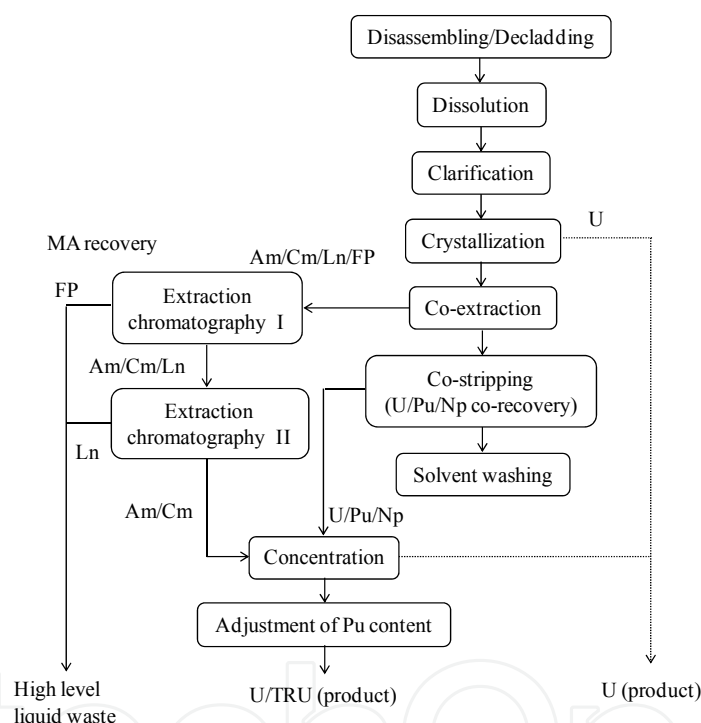 Disassembling/Decladding
Dissolution
Clarification
U
Crystallization
MA recovery
Am/Cm/Ln/FP
FP
Extraction
chromatography I
Co-extraction
Am/Cm/Ln
Co-stripping
(U/Pu/Np co-recovery)
Extraction
chromatography II
Ln
Solvent washing
Am/Cm
U/Pu/Np
Concentration
Adjustment of Pu content
High level
liquid waste
U/TRU (product)
U (product)